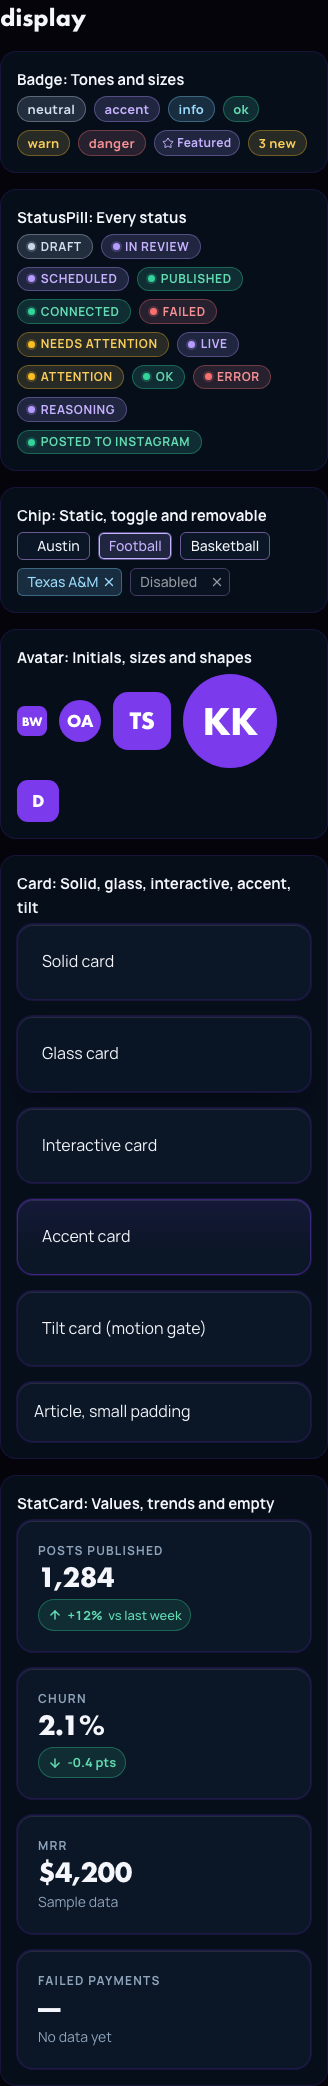 display
Badge: Tones and sizes
neutral accent info ok
warn danger Featured 3 new
StatusPill: Every status
DRAFT IN REVIEW
SCHEDULED PUBLISHED
CONNECTED FAILED
NEEDS ATTENTION LIVE
ATTENTION OK ERROR
REASONING
POSTED TO INSTAGRAM
Chip: Static, toggle and removable
Austin Football Basketball
Texas A&M Disabled
Avatar: Initials, sizes and shapes
BW OA TS KK
D
Card: Solid, glass, interactive, accent,
tilt
Solid card
Glass card
Interactive card
Accent card
Tilt card (motion gate)
Article, small padding
StatCard: Values, trends and empty
POSTS PUBLISHED
1,284
+12% vs last week
CHURN
2.1%
-0.4 pts
MRR
$4,200
Sample data
FAILED PAYMENTS
—
No data yet